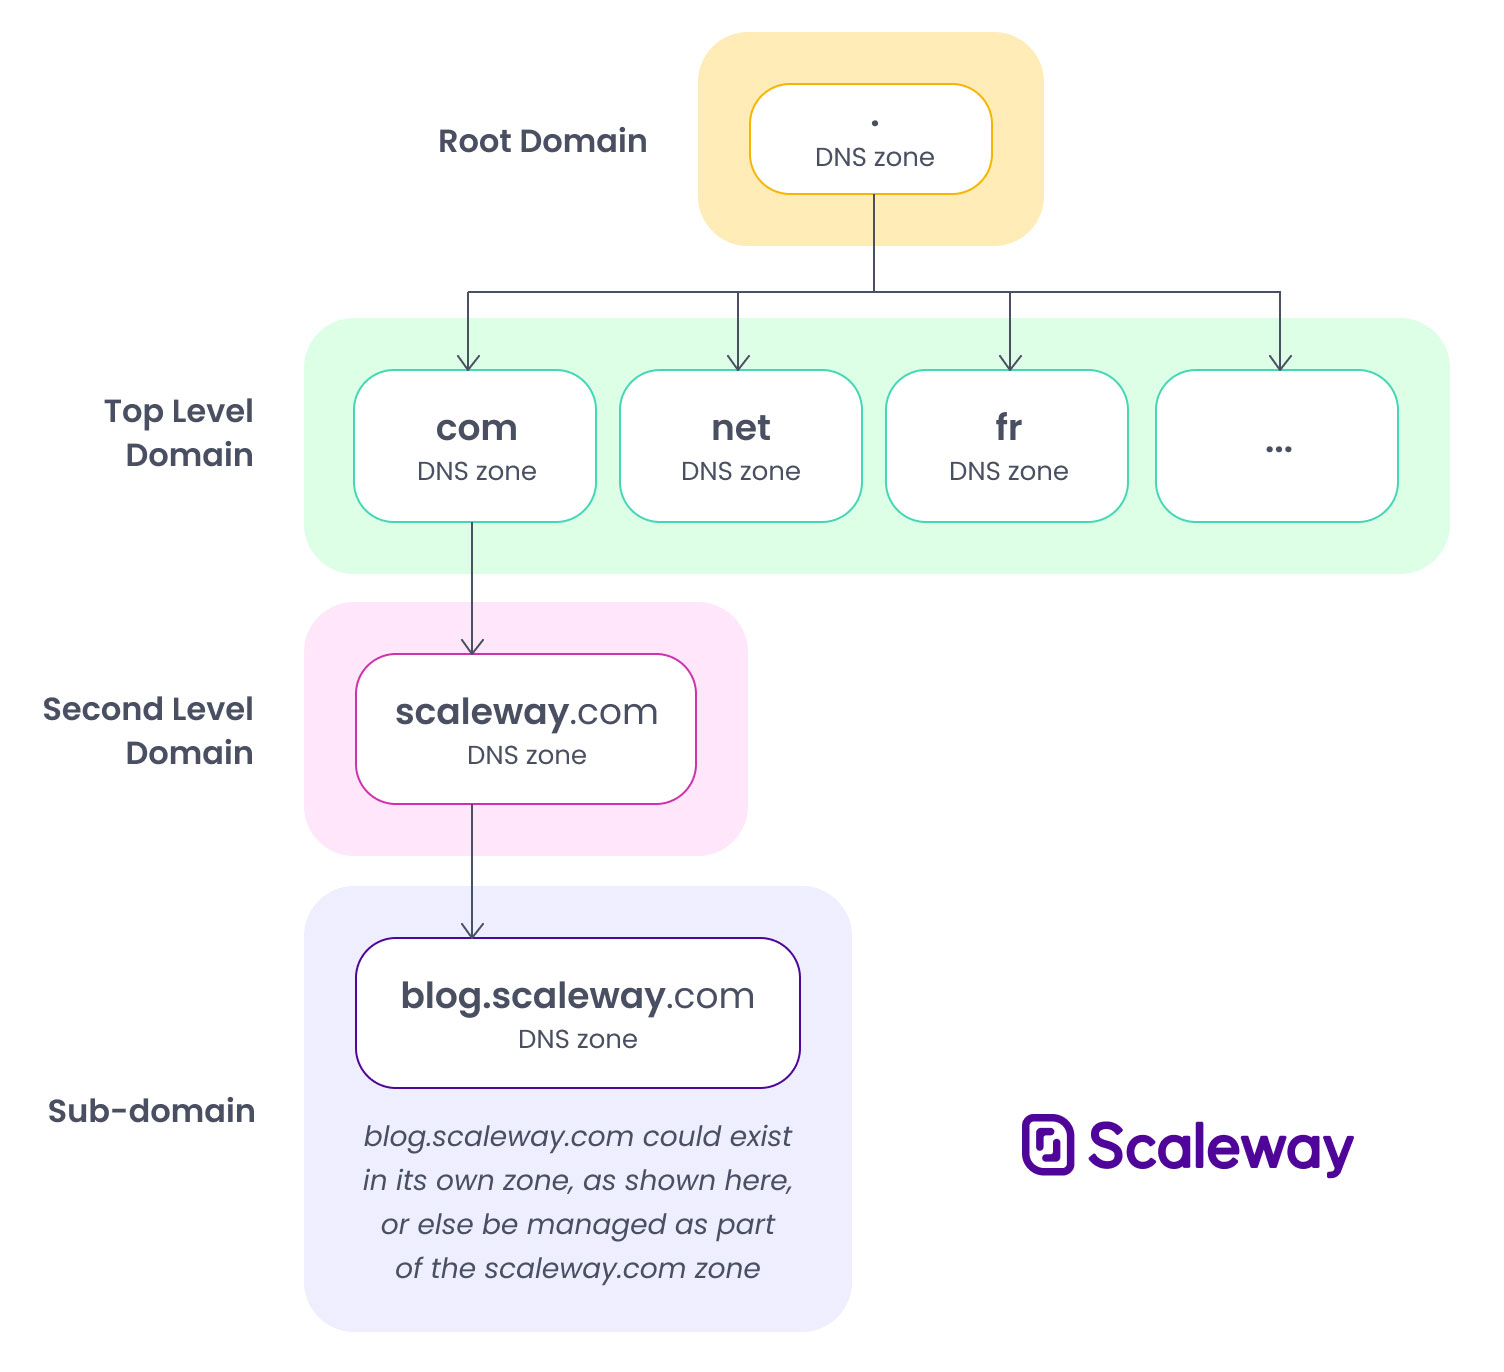 Root Domain
.
DNS zone
Top Level
Domain
com
DNS zone
net
DNS zone
fr
DNS zone
...
Second Level
Domain
scaleway.com
DNS zone
Sub-domain
blog.scaleway.com
DNS zone
blog.scaleway.com could exist
in its own zone, as shown here,
or else be managed as part
of the scaleway.com zone
Scaleway